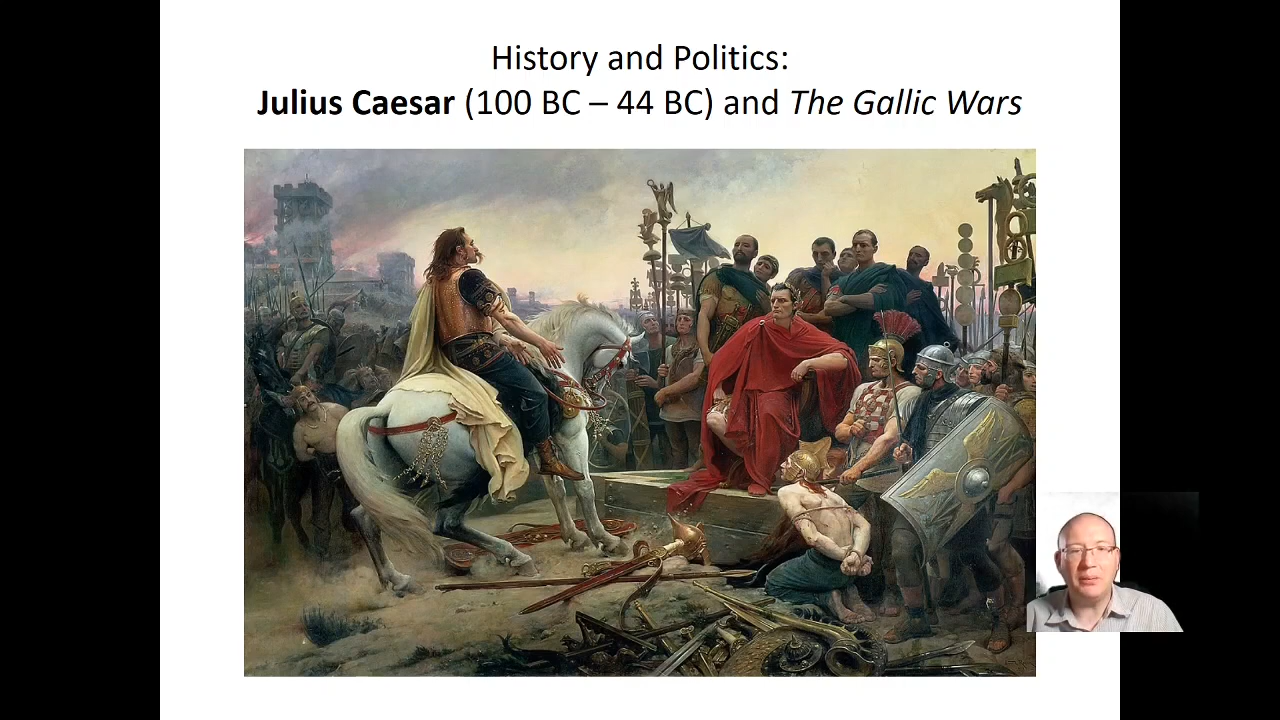 History and Politics:
Julius Caesar (100 BC – 44 BC) and The Gallic Wars